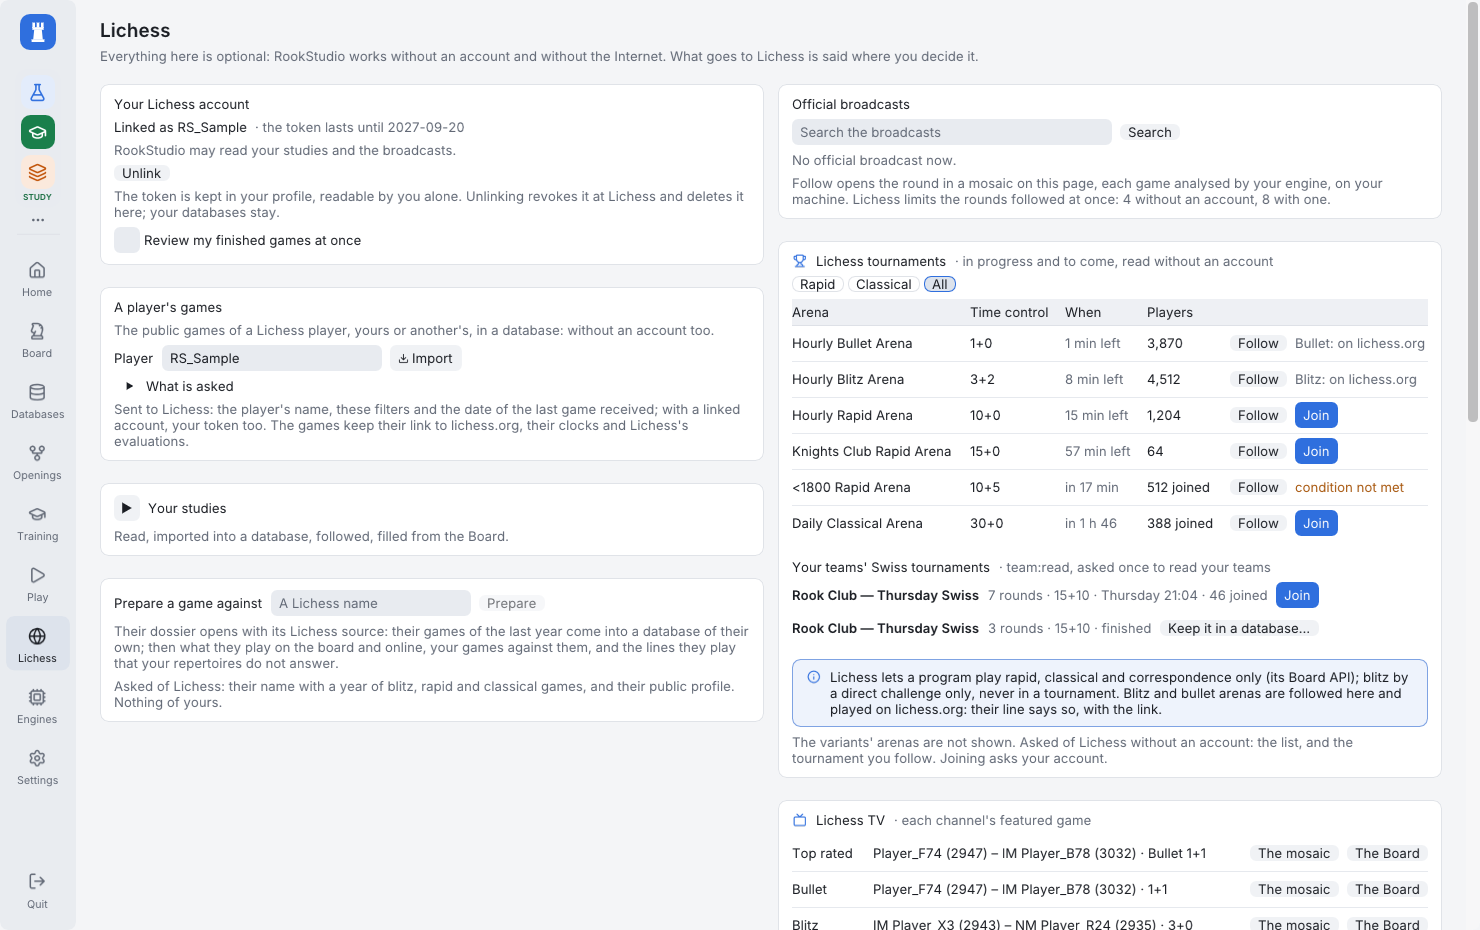 STUDY
Home
Board
Databases
Openings
Training
Play
Lichess
Engines
Settings
Quit
Lichess
Everything here is optional: RookStudio works without an account and without the Internet. What goes to Lichess is said where you decide it.
Your Lichess account
Linked as RS_Sample · the token lasts until 2027-09-20
RookStudio may read your studies and the broadcasts.
Unlink
The token is kept in your profile, readable by you alone. Unlinking revokes it at Lichess and deletes it
here; your databases stay.
Review my finished games at once
A player's games
The public games of a Lichess player, yours or another's, in a database: without an account too.
Player RS_Sample Import
What is asked
Sent to Lichess: the player's name, these filters and the date of the last game received; with a linked
account, your token too. The games keep their link to lichess.org, their clocks and Lichess's
evaluations.
Your studies
Read, imported into a database, followed, filled from the Board.
Prepare a game against A Lichess name Prepare
Their dossier opens with its Lichess source: their games of the last year come into a database of their
own; then what they play on the board and online, your games against them, and the lines they play
that your repertoires do not answer.
Asked of Lichess: their name with a year of blitz, rapid and classical games, and their public profile.
Nothing of yours.
Official broadcasts
Search the broadcasts Search
No official broadcast now.
Follow opens the round in a mosaic on this page, each game analysed by your engine, on your
machine. Lichess limits the rounds followed at once: 4 without an account, 8 with one.
Lichess tournaments · in progress and to come, read without an account
Rapid Classical All
Arena Time control When Players
Hourly Bullet Arena 1+0 1 min left 3,870 Follow Bullet: on lichess.org
Hourly Blitz Arena 3+2 8 min left 4,512 Follow Blitz: on lichess.org
Hourly Rapid Arena 10+0 15 min left 1,204 Follow Join
Knights Club Rapid Arena 15+0 57 min left 64 Follow Join
<1800 Rapid Arena 10+5 in 17 min 512 joined Follow condition not met
Daily Classical Arena 30+0 in 1 h 46 388 joined Follow Join
Your teams' Swiss tournaments · team:read, asked once to read your teams
Rook Club — Thursday Swiss 7 rounds · 15+10 · Thursday 21:04 · 46 joined Join
Rook Club — Thursday Swiss 3 rounds · 15+10 · finished Keep it in a database...
Lichess lets a program play rapid, classical and correspondence only (its Board API); blitz by
a direct challenge only, never in a tournament. Blitz and bullet arenas are followed here and
played on lichess.org: their line says so, with the link.
The variants' arenas are not shown. Asked of Lichess without an account: the list, and the
tournament you follow. Joining asks your account.
Lichess TV · each channel's featured game
Top rated Player_F74 (2947) – IM Player_B78 (3032) · Bullet 1+1 The mosaic The Board
Bullet Player_F74 (2947) – IM Player_B78 (3032) · 1+1 The mosaic The Board
Blitz IM Player_X3 (2943) – NM Player_R24 (2935) · 3+0 The mosaic The Board